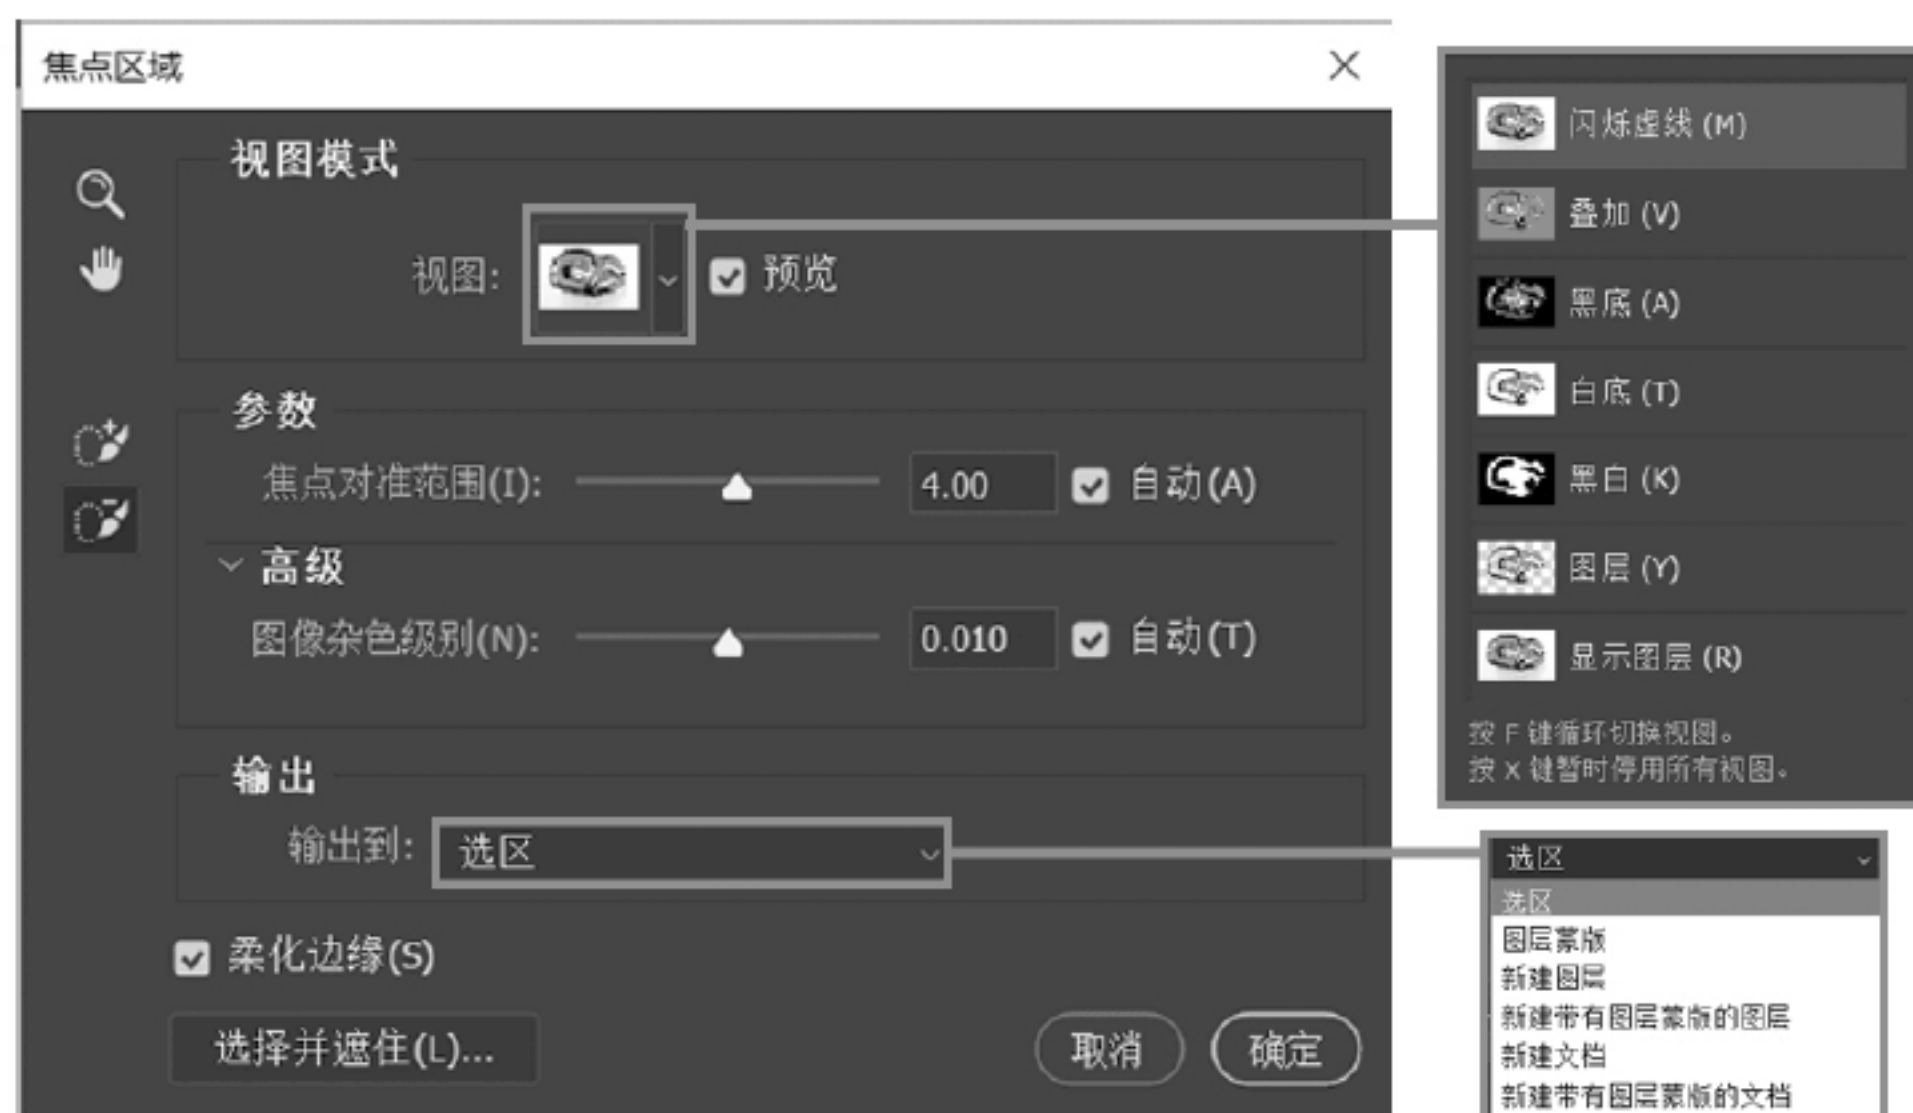 焦点区域
视图模式
视图:
预览
参数
焦点对准范围(I):
4.00
自动(A)
高级
图像杂色级别(N):
0.010
自动(T)
输出
输出到:
选区
柔化边缘(S)
选择并遮住(L)...
取消
确定
闪烁虚线 (M)
叠加 (V)
黑底 (A)
白底 (T)
黑白 (K)
图层 (Y)
显示图层 (R)
按 F 键循环切换视图。
按 X 键暂时停用所有视图。
选区
选区
图层蒙版
新建图层
新建带有图层蒙版的图层
新建文档
新建带有图层蒙版的文档